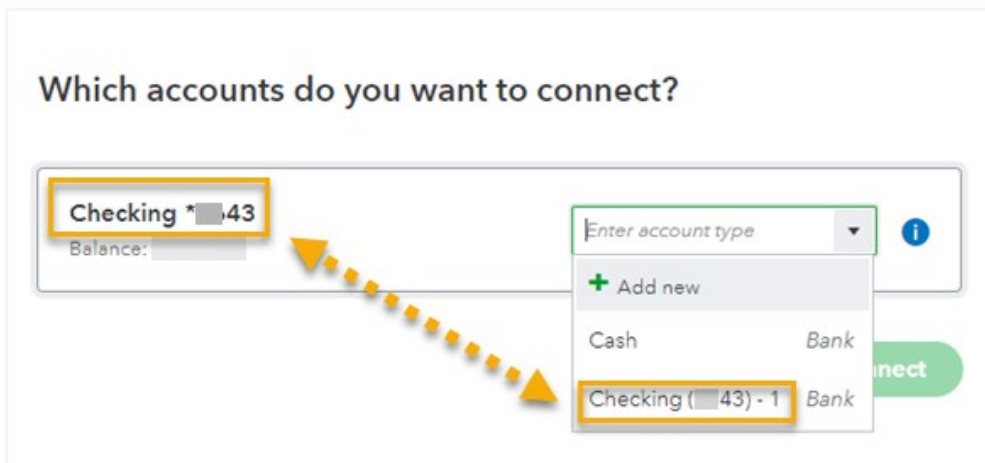 Which accounts do you want to connect?
Checking * 43
Balance:
Enter account type
+ Add new
Cash Bank
Checking ( 43) - 1 Bank
nnect